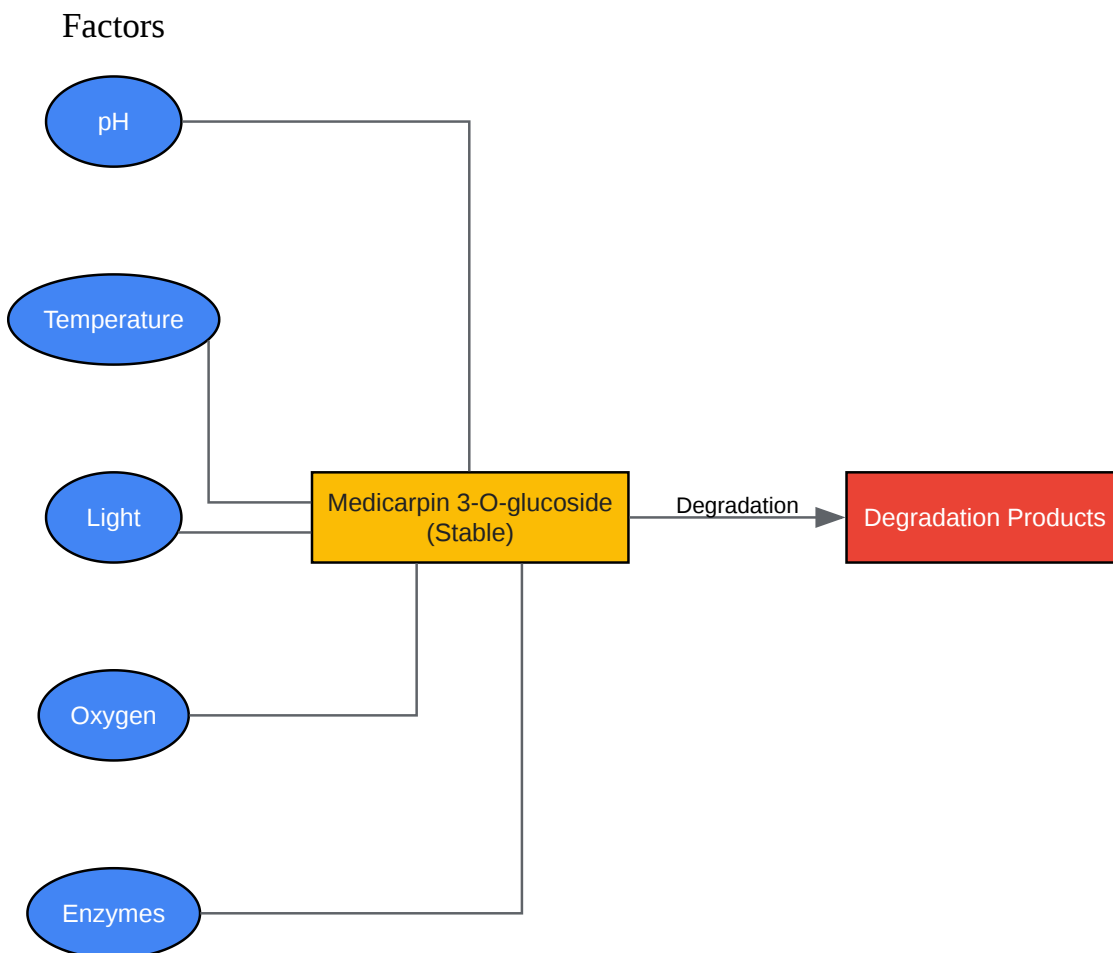 Factors
pH
Temperature
Light
Medicarpin 3-O-glucoside
(Stable)
Degradation
Degradation Products
Oxygen
Enzymes